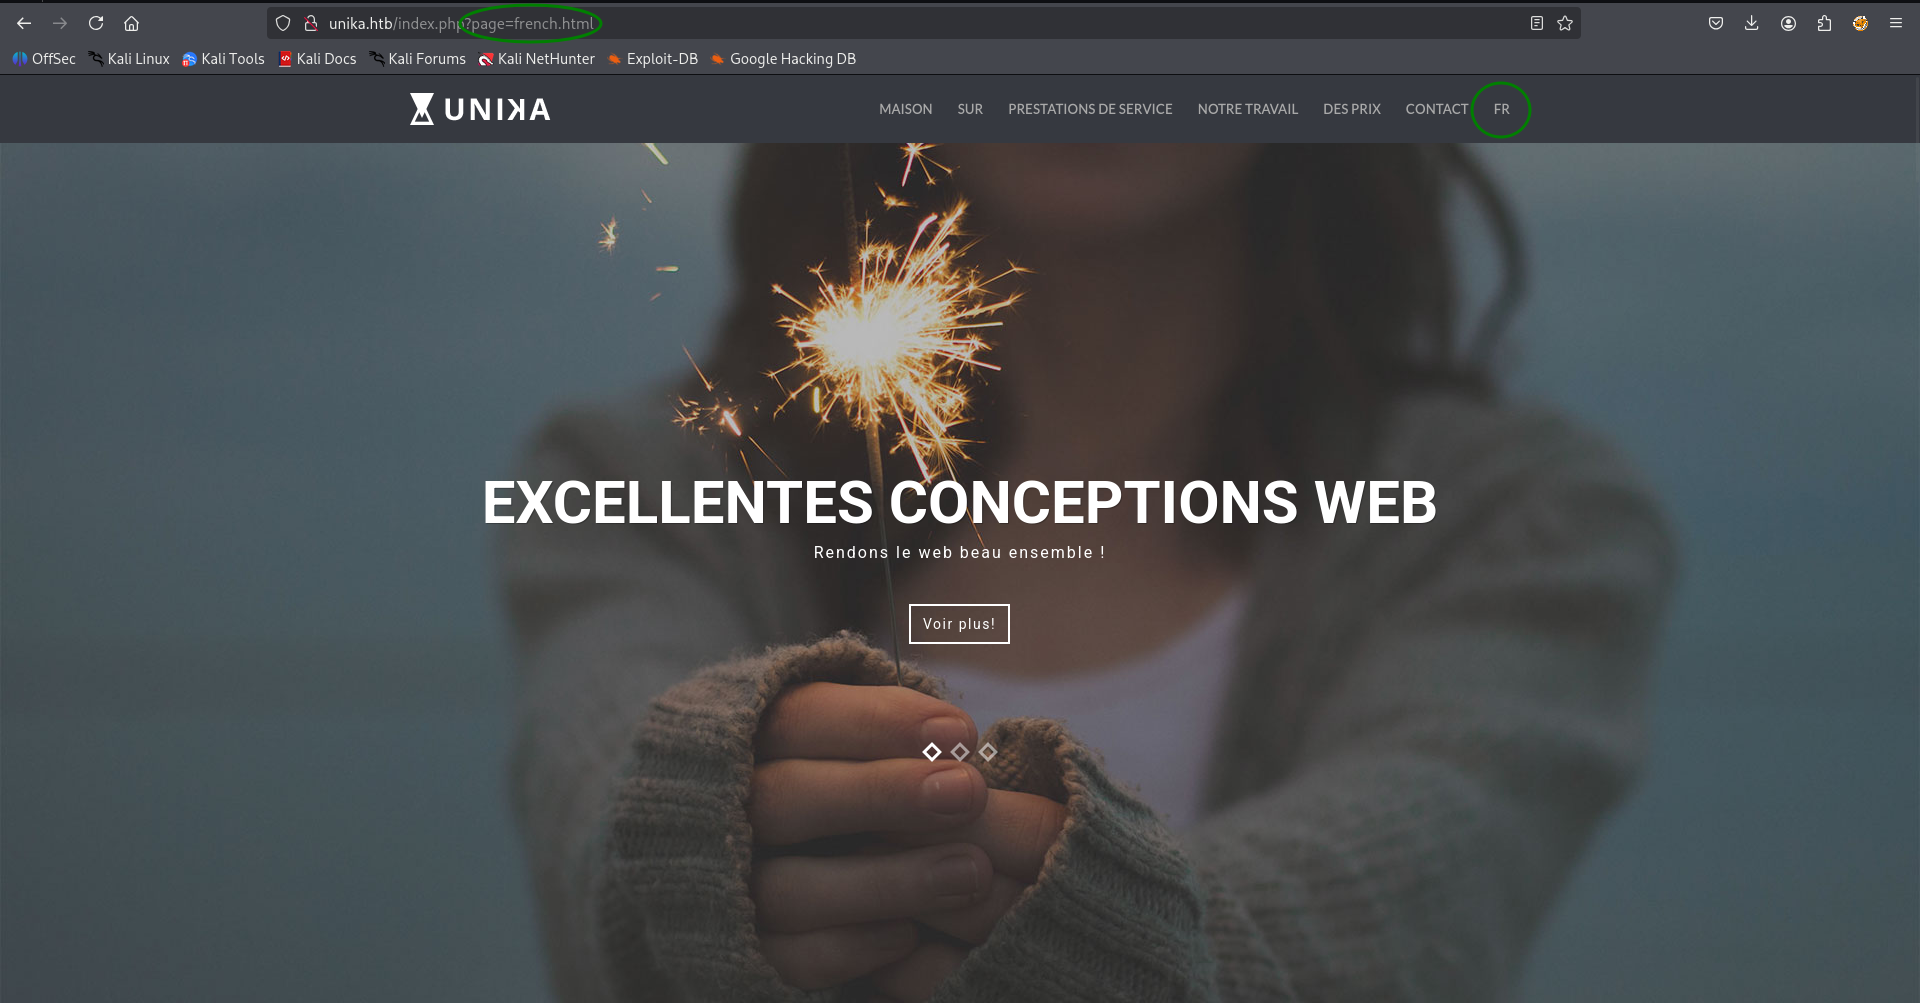 unika.htb/index.php?page=french.html
OffSec Kali Linux Kali Tools Kali Docs Kali Forums Kali NetHunter Exploit-DB Google Hacking DB
UNIKA MAISON SUR PRESTATIONS DE SERVICE NOTRE TRAVAIL DES PRIX CONTACT FR
EXCELLENTES CONCEPTIONS WEB
Rendons le web beau ensemble !
Voir plus!